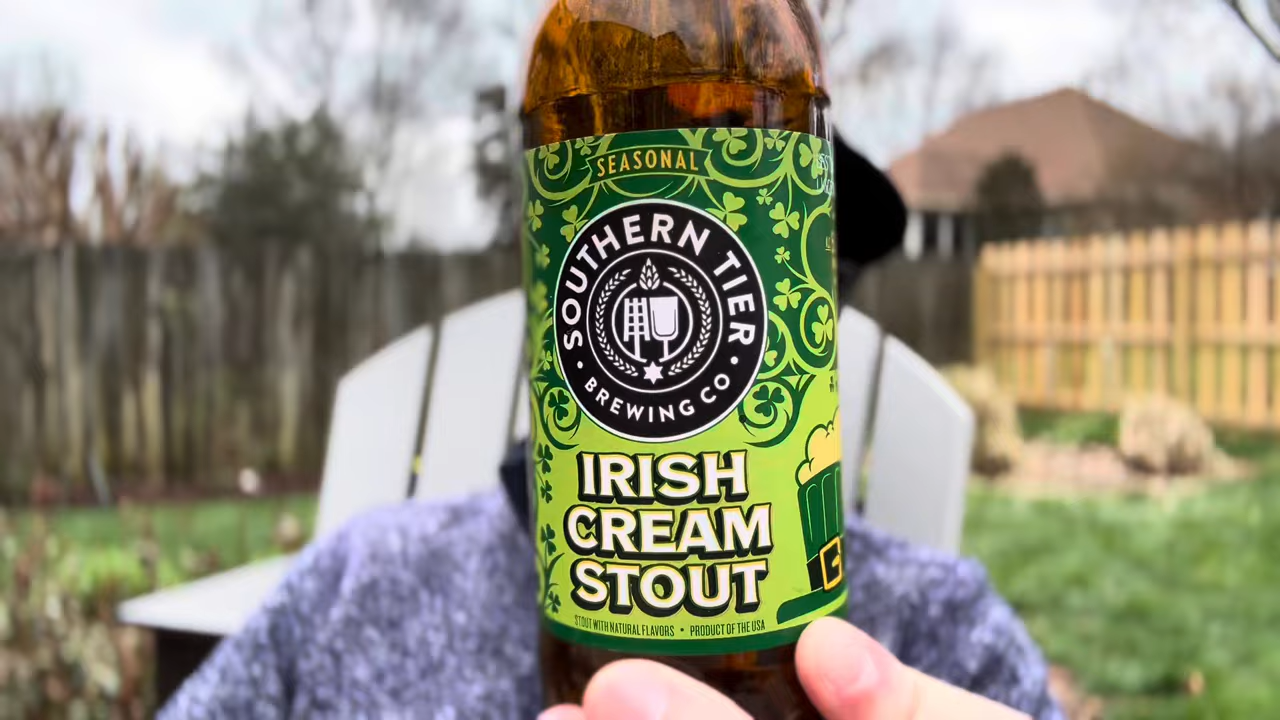 SEASONAL
SOUTHERN TIER
• BREWING CO •
IRISH
CREAM
STOUT
STOUT WITH NATURAL FLAVORS • PRODUCT OF THE USA